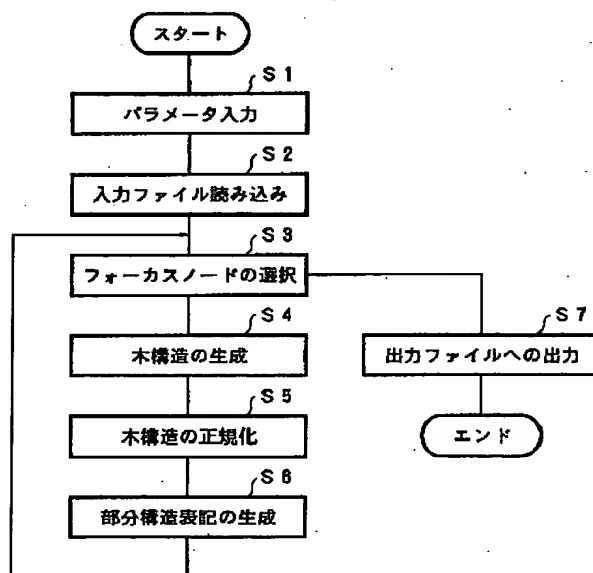 スタート
S1
パラメータ入力
S2
入力ファイル読み込み
S3
フォーカスノードの選択
S4
木構造の生成
S5
木構造の正規化
S6
部分構造表記の生成
S7
出力ファイルへの出力
エンド